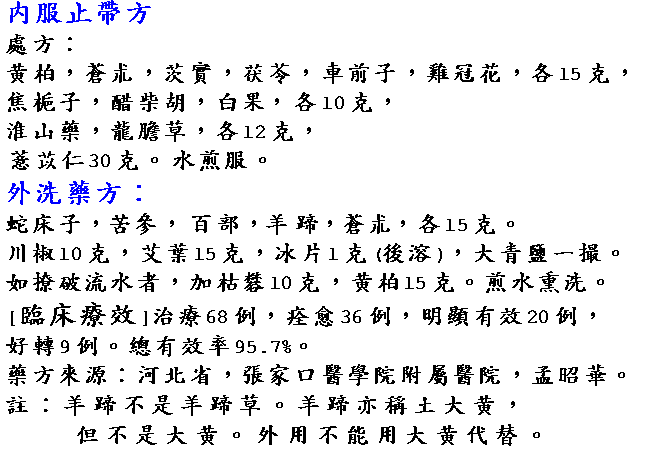 內服止帶方
處方：
黄柏，蒼朮，茨實，茯苓，車前子，雞冠花，各15克，
焦梔子，醋柴胡，白果，各10克，
淮山藥，龍膽草，各12克，
薏苡仁30克。水煎服。
外洗藥方：
蛇床子，苦參，百部，羊蹄，蒼朮，各15克。
川椒10克，艾葉15克，冰片1克(後溶)，大青鹽一撮。
如撩破流水者，加枯礬10克，黄柏15克。煎水熏洗。
[臨床療效]治療68例，痊愈36例，明顯有效20例，
好轉9例。總有效率95.7%。
藥方來源：河北省，張家口醫學院附屬醫院，孟昭華。
註：羊蹄不是羊蹄草。羊蹄亦稱土大黄，
但不是大黄。外用不能用大黄代替。